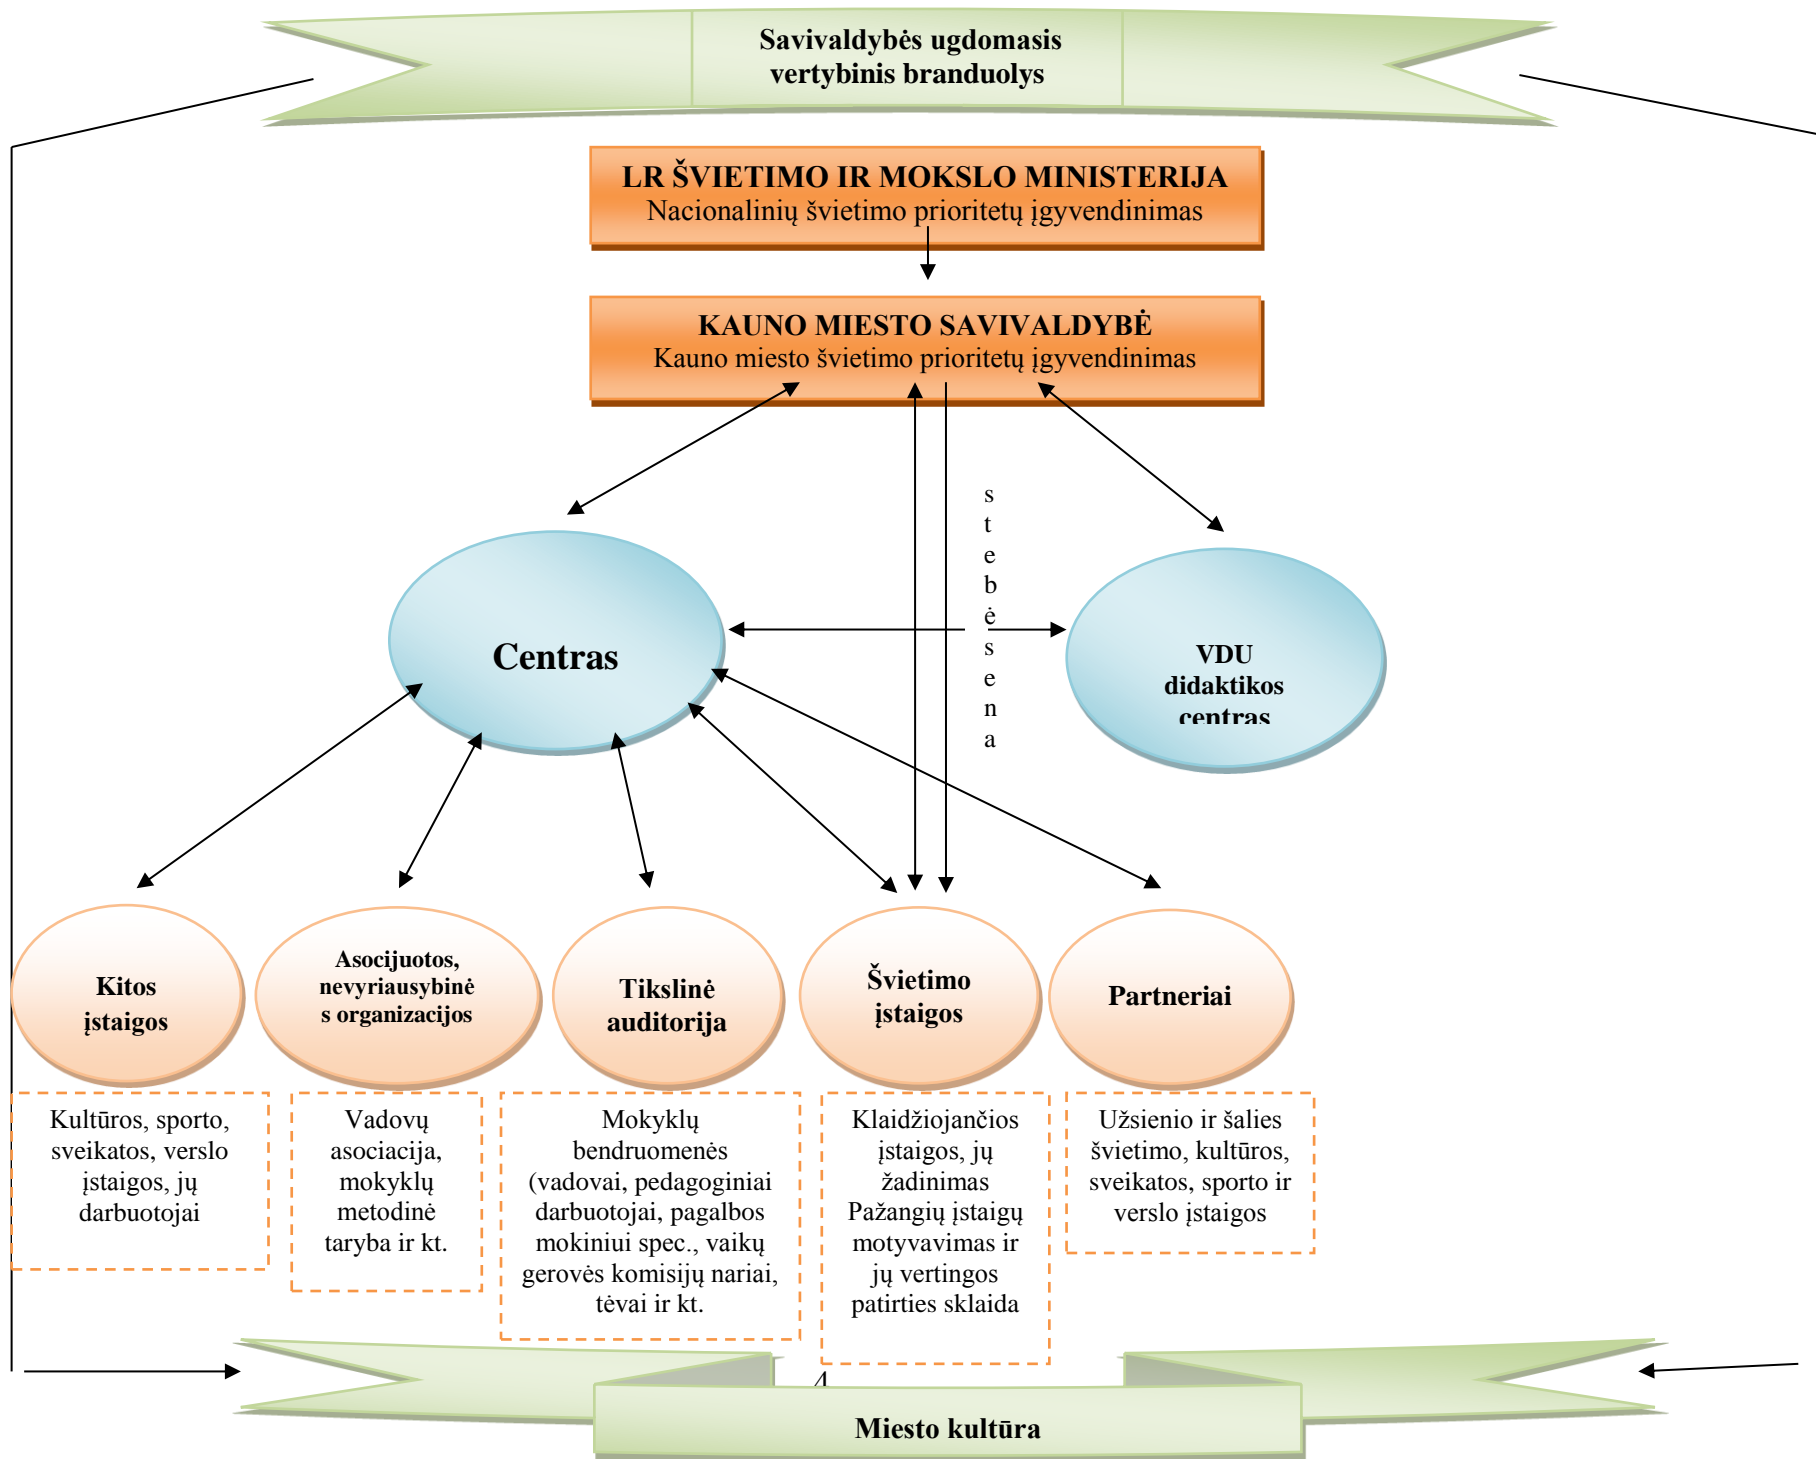 Savivaldybės ugdomasis
vertybinis branduolys
LR ŠVIETIMO IR MOKSLO MINISTERIJA
Nacionalinių švietimo prioritetų įgyvendinimas
KAUNO MIESTO SAVIVALDYBĖ
Kauno miesto švietimo prioritetų įgyvendinimas
s
t
e
b
ė
s
e
n
a
Centras
VDU
didaktikos
centras
Kitos
įstaigos
Asocijuotos,
nevyriausybinė
s organizacijos
Tikslinė
auditorija
Švietimo
įstaigos
Partneriai
Kultūros, sporto,
sveikatos, verslo
įstaigos, jų
darbuotojai
Vadovų
asociacija,
mokyklų
metodinė
taryba ir kt.
Mokyklų
bendruomenės
(vadovai, pedagoginiai
darbuotojai, pagalbos
mokiniui spec., vaikų
gerovės komisijų nariai,
tėvai ir kt.
Klaidžiojančios
įstaigos, jų
žadinimas
Pažangių įstaigų
motyvavimas ir
jų vertingos
patirties sklaida
Užsienio ir šalies
švietimo, kultūros,
sveikatos, sporto ir
verslo įstaigos
4
Miesto kultūra